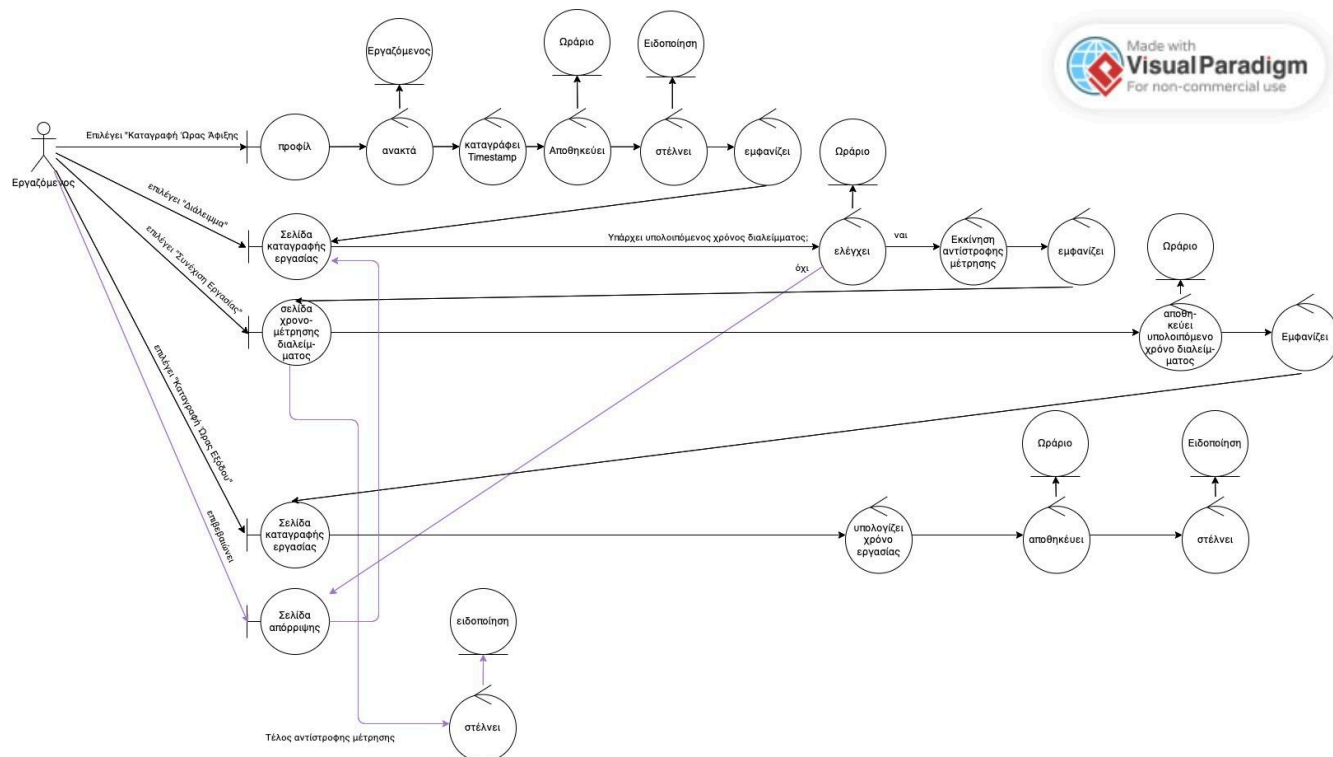 Made with
Visual Paradigm
For non-commercial use
Εργαζόμενος
Ωράριο
Ειδοποίηση
Επιλέγει "Καταγραφή Ώρας Άφιξης
προφίλ
ανακτά
καταγράφει
Timestamp
Αποθηκεύει
στέλνει
εμφανίζει
Ωράριο
Εργαζόμενος
επιλέγει "Διάλειμμα"
Σελίδα
καταγραφής
εργασίας
Υπάρχει υπολοιπόμενος χρόνος διαλείμματος;
ελέγχει
ναι
όχι
Εκκίνηση
αντίστροφης
μέτρησης
εμφανίζει
Ωράριο
επιλέγει "Συνέχιση Εργασίας"
σελίδα
χρονο-
μέτρησης
διαλείμ-
ματος
αποθη-
κεύει
υπολοιπόμενο
χρόνο διαλείμ-
ματος
Εμφανίζει
επιλέγει "Καταγραφή Ώρας Εξόδου"
Ωράριο
Ειδοποίηση
Σελίδα
καταγραφής
εργασίας
υπολογίζει
χρόνο
εργασίας
αποθηκέυει
στέλνει
επιβεβαιώνει
Σελίδα
απόρριψης
ειδοποίηση
στέλνει
Τέλος αντίστροφης μέτρησης